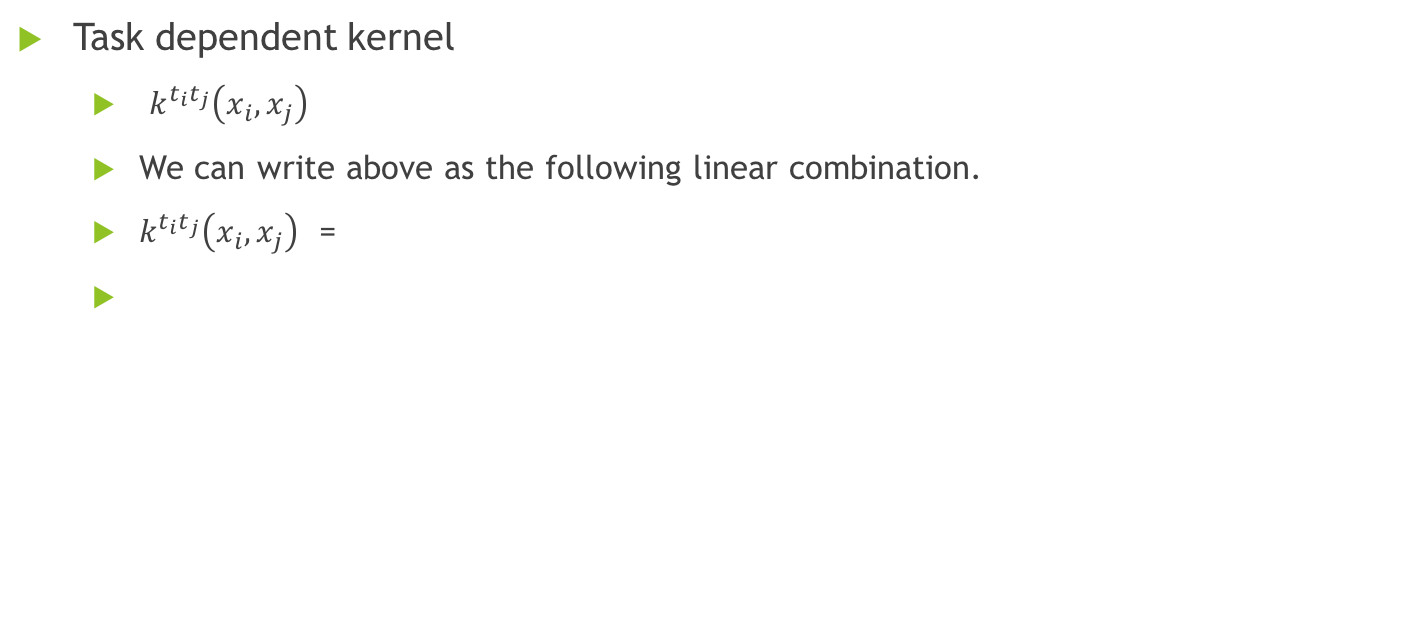 Task dependent kernel
k^{t_i t_j}(x_i, x_j)
We can write above as the following linear combination.
k^{t_i t_j}(x_i, x_j) =